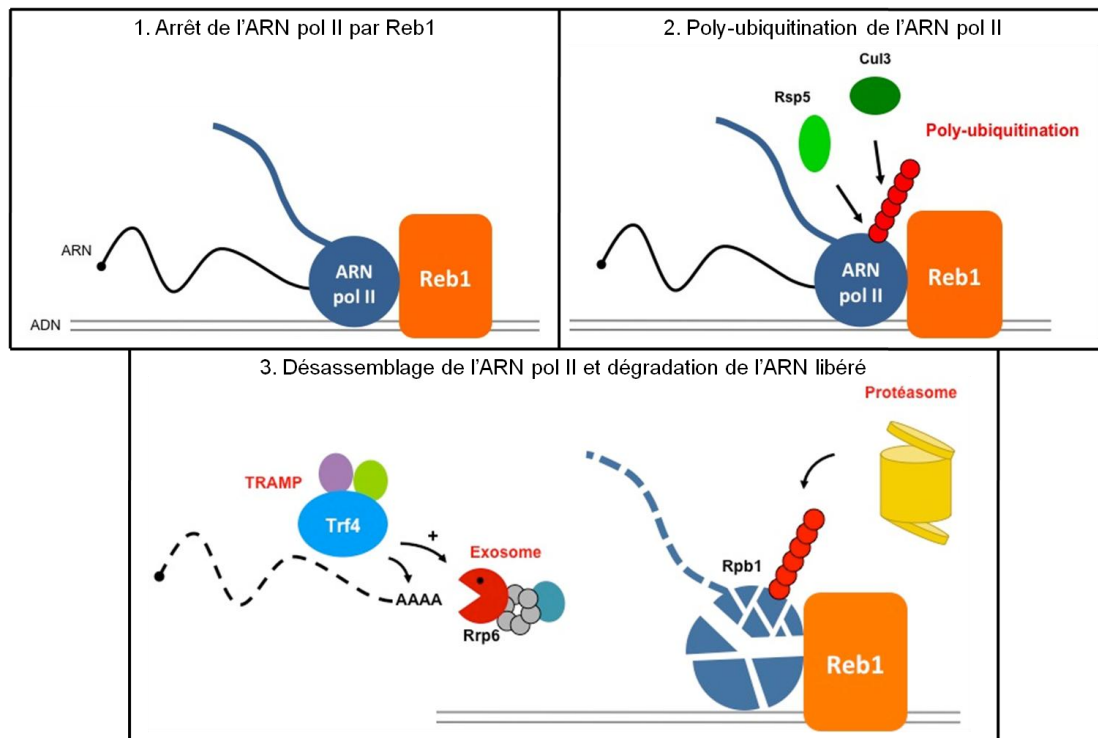 1. Arrêt de l'ARN pol II par Reb1
ARN
ADN
ARN
pol II
Reb1
2. Poly-ubiquitination de l'ARN pol II
Cul3
Rsp5
Poly-ubiquitination
ARN
pol II
Reb1
3. Désassemblage de l'ARN pol II et dégradation de l'ARN libéré
Protéasome
TRAMP
Trf4
+
Exosome
AAAA
Rrp6
Rpb1
Reb1